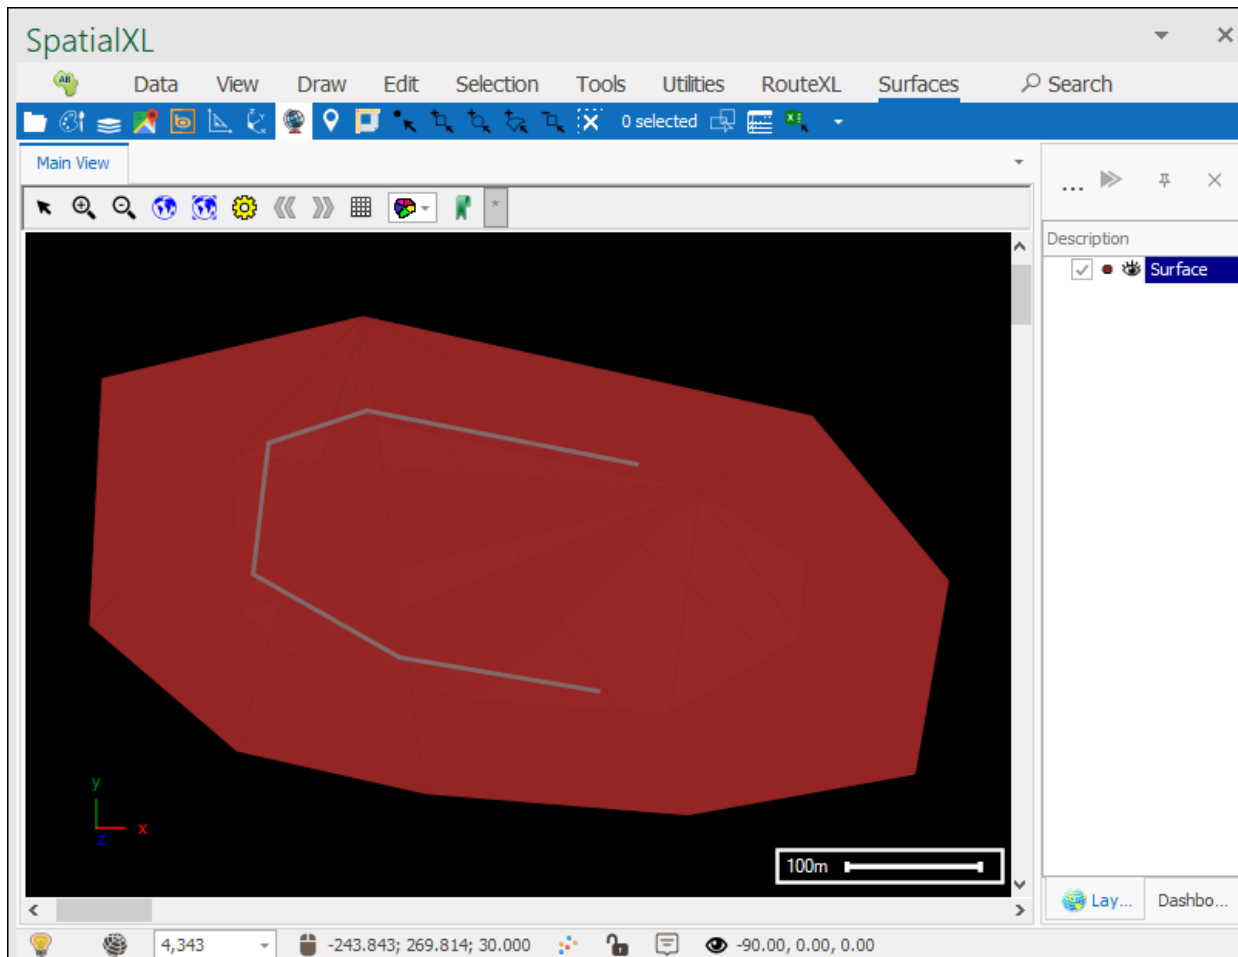 SpatialXL
Data View Draw Edit Selection Tools Utilities RouteXL Surfaces Search
0 selected
Main View
...
Description
Surface
y
x
z
100m
Lay... Dashbo...
4,343 -243.843; 269.814; 30.000 -90.00, 0.00, 0.00